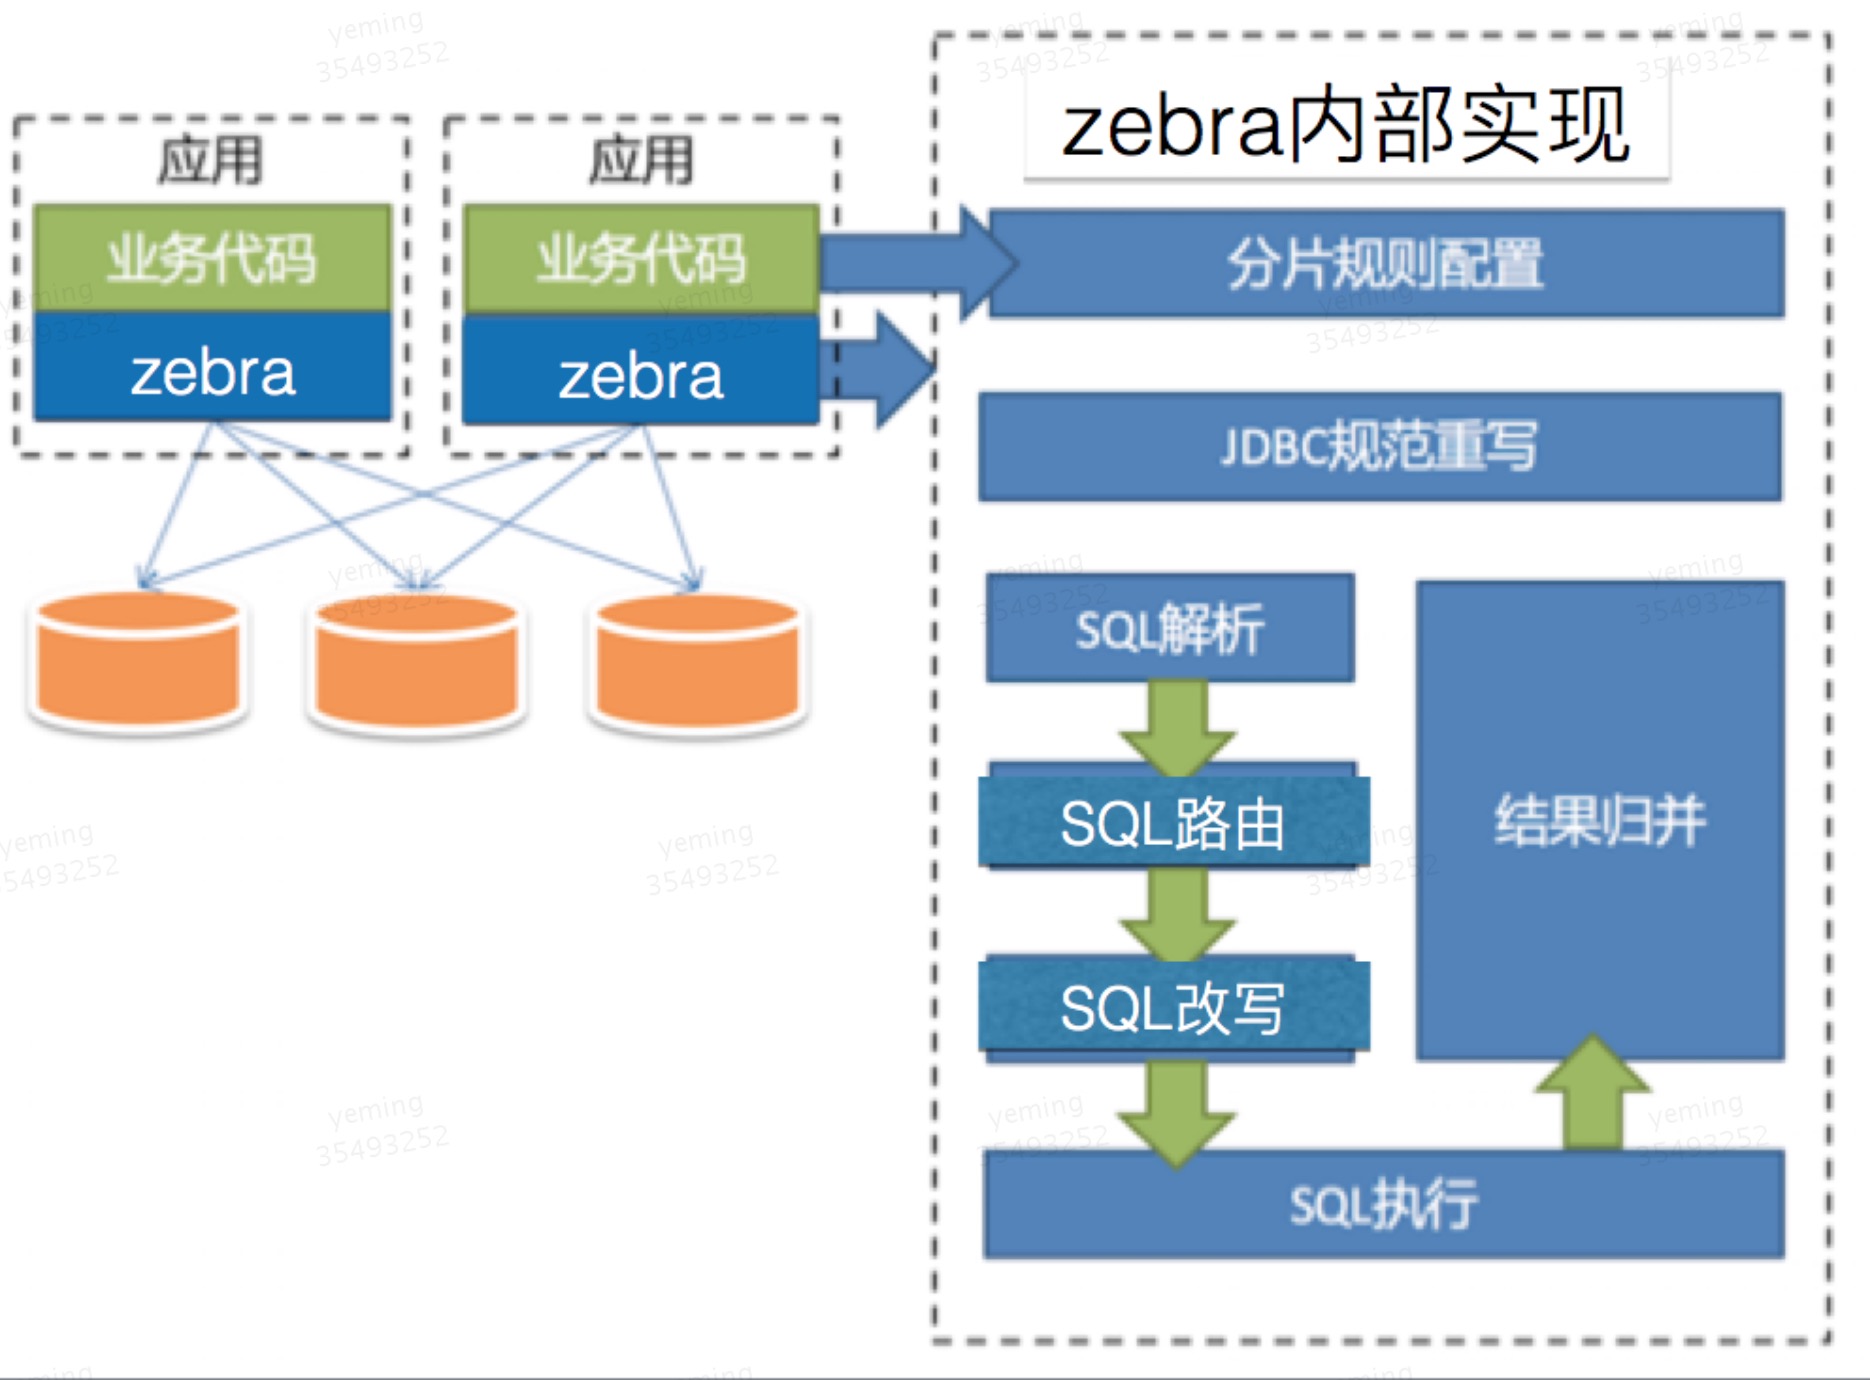 zebra内部实现
应用
业务代码
zebra
应用
业务代码
zebra
分片规则配置
JDBC规范重写
SQL解析
SQL路由
SQL改写
结果归并
SQL执行
yeming
35493252